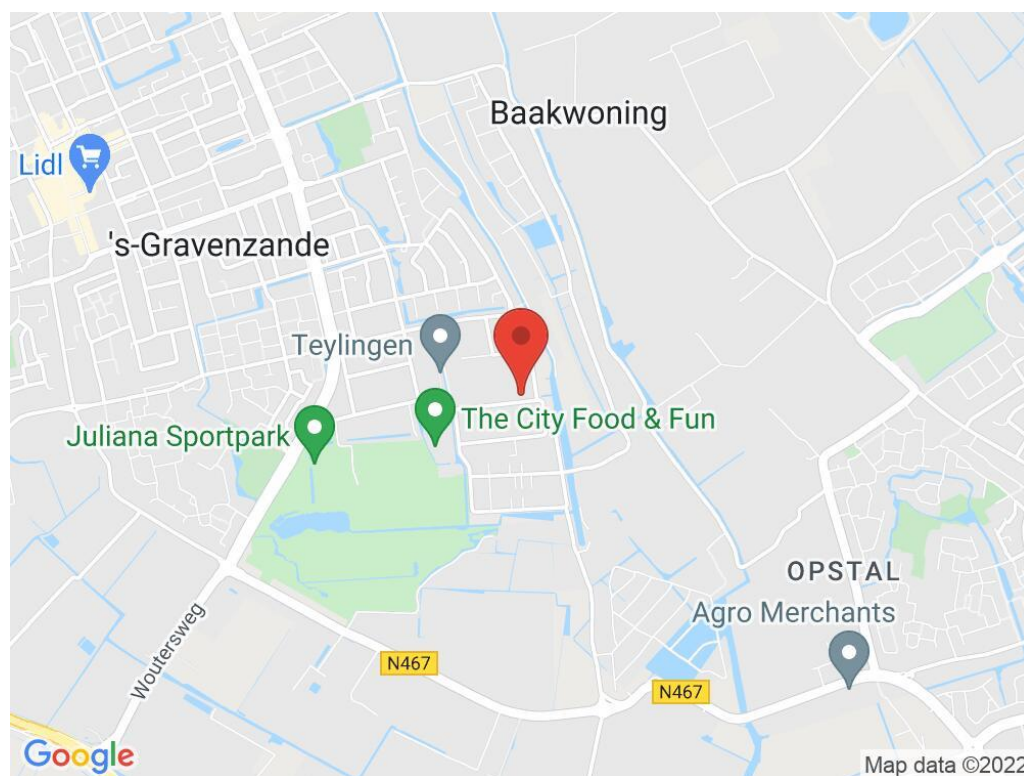 Baakwoning
Lidl
's-Gravenzande
Teylingen
The City Food & Fun
Juliana Sportpark
OPSTAL
Agro Merchants
Woutersweg
N467
N467
Google
Map data ©2022